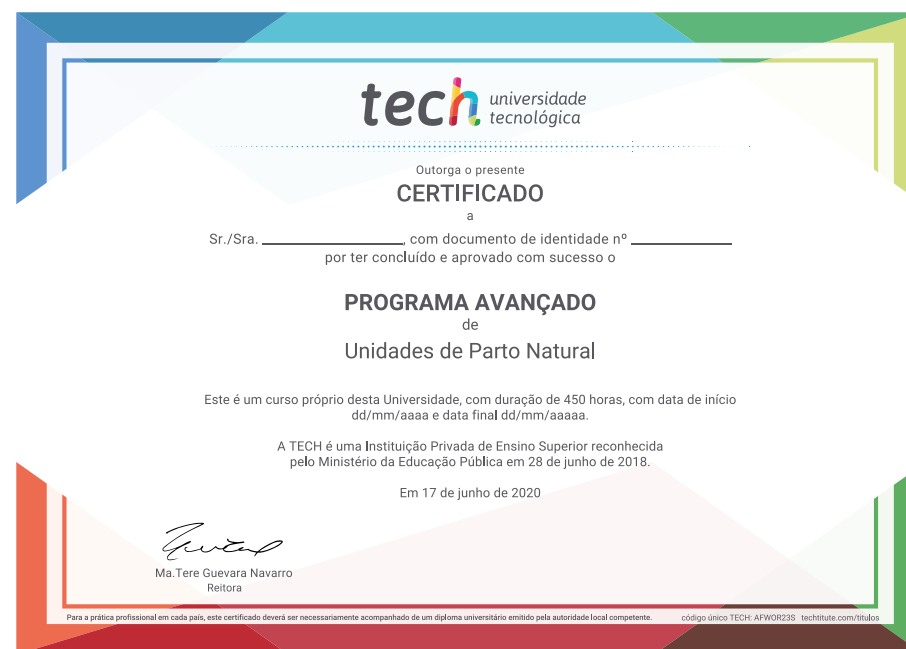 tech universidade
tecnológica
Outorga o presente
CERTIFICADO
a
Sr./Sra. ____________, com documento de identidade nº ____________
por ter concluído e aprovado com sucesso o
PROGRAMA AVANÇADO
de
Unidades de Parto Natural
Este é um curso próprio desta Universidade, com duração de 450 horas, com data de início
dd/mm/aaaa e data final dd/mm/aaaaa.
A TECH é uma Instituição Privada de Ensino Superior reconhecida
pelo Ministério da Educação Pública em 28 de junho de 2018.
Em 17 de junho de 2020
Ma.Tere Guevara Navarro
Reitora
Para a prática profissional em cada país, este certificado deverá ser necessariamente acompanhado de um diploma universitário emitido pela autoridade local competente. código único TECH: AFWOR23S techtitute.com/titulos